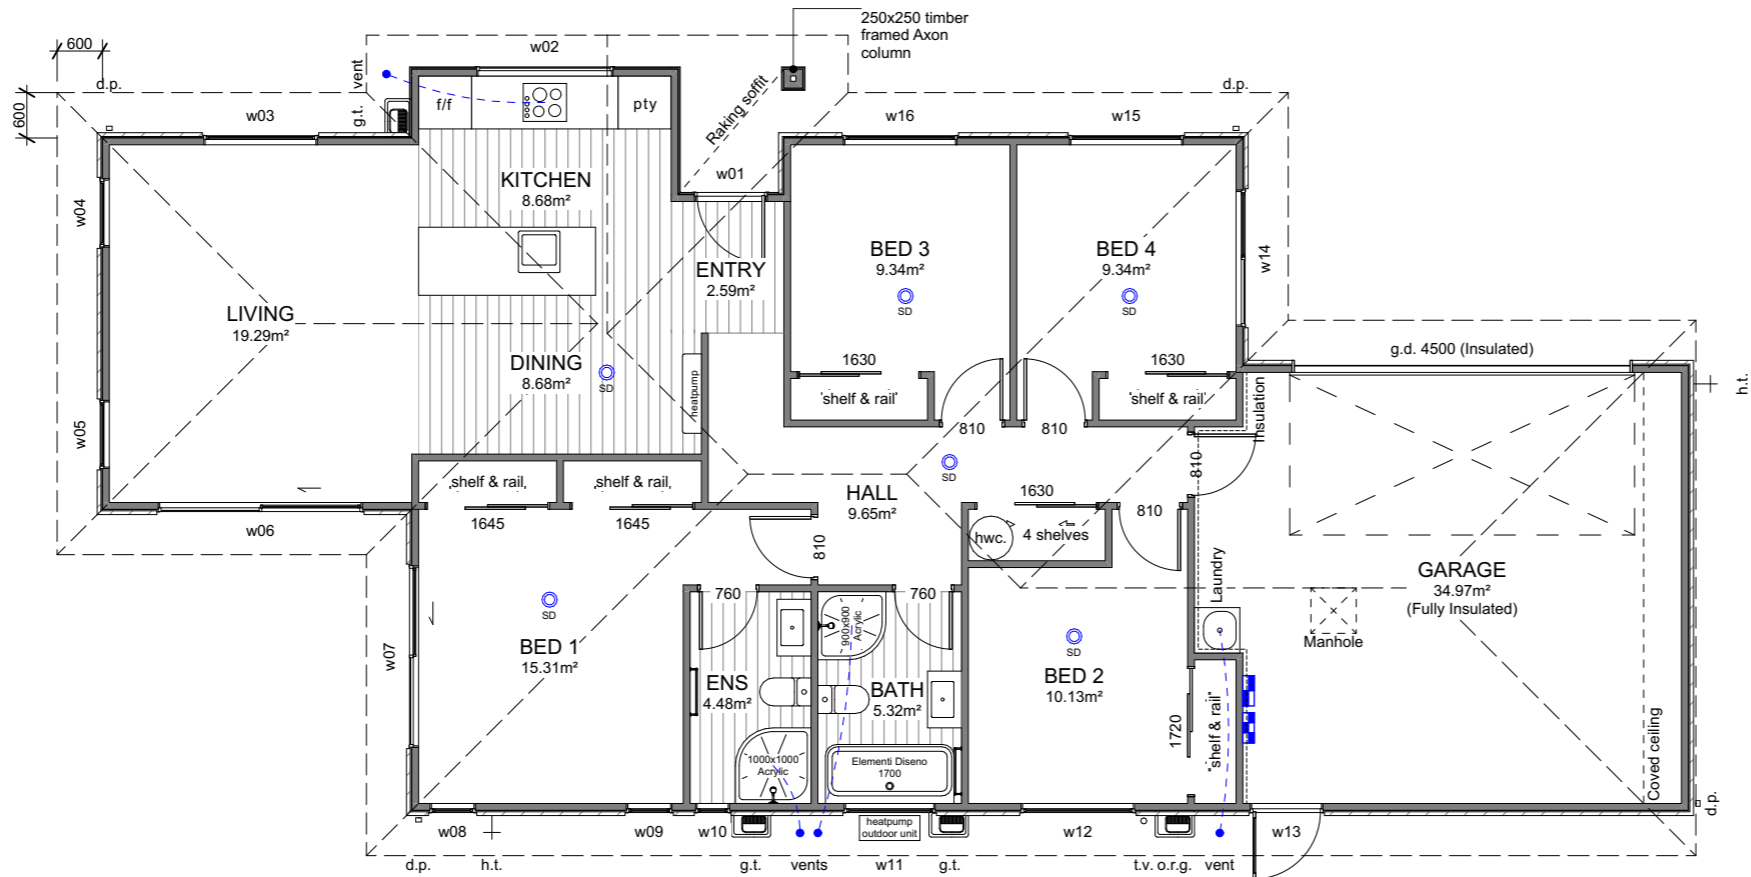 250x250 timber
framed Axon
column
600
w02
d.p.
vent
600
w03
g.t.
f/f
pty
Raking soffit
w16
w15
d.p.
w01
KITCHEN
8.68m²
w04
ENTRY
2.59m²
BED 3
9.34m²
SD
BED 4
9.34m²
SD
w14
LIVING
19.29m²
DINING
8.68m²
SD
heatpump
1630
'shelf & rail'
1630
'shelf & rail'
g.d. 4500 (Insulated)
Insulation
h.t.
w05
810
810
810
shelf & rail
shelf & rail
SD
1645
1645
HALL
9.65m²
1630
hwc.
4 shelves
810
w06
810
Laundry
GARAGE
34.97m²
(Fully Insulated)
Manhole
SD
BED 1
15.31m²
w07
760
900x900
Acrylic
760
ENS
4.48m²
BATH
5.32m²
SD
BED 2
10.13m²
1720
"shelf & rail"
1000x1000
Acrylic
Elementi Diseno
1700
Coved ceiling
d.p.
w08
w09
w10
heatpump
outdoor unit
w12
w13
d.p.
h.t.
g.t.
vents
w11
g.t.
t.v.
o.r.g.
vent